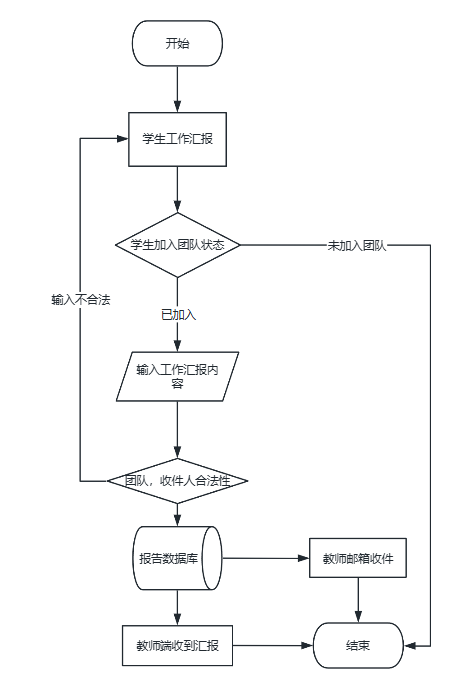 开始
学生工作汇报
学生加入团队状态
未加入团队
输入不合法
已加入
输入工作汇报内
容
团队，收件人合法性
报告数据库
教师邮箱收件
教师端收到汇报
结束